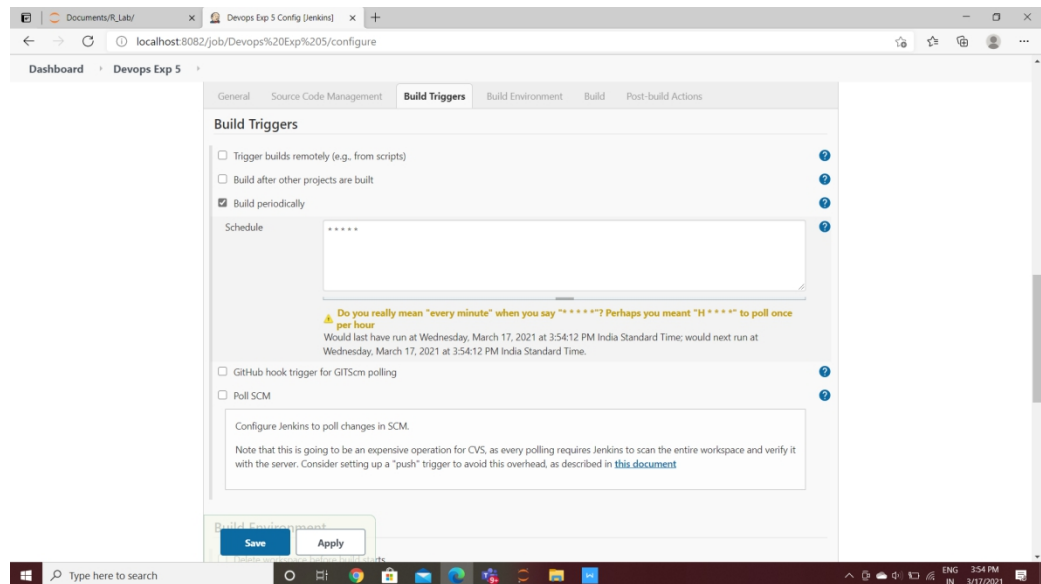 Documents/R_Lab/
Devops Exp 5 Config [Jenkins]
localhost:8082/job/Devops%20Exp%205/configure
Dashboard
Devops Exp 5
General Source Code Management Build Triggers Build Environment Build Post-build Actions
Build Triggers
Trigger builds remotely (e.g., from scripts)
Build after other projects are built
Build periodically
Schedule
* * * * *
Do you really mean "every minute" when you say "* * * * *"? Perhaps you meant "H * * * *" to poll once
per hour
Would last have run at Wednesday, March 17, 2021 at 3:54:12 PM India Standard Time; would next run at
Wednesday, March 17, 2021 at 3:54:12 PM India Standard Time.
GitHub hook trigger for GITScm polling
Poll SCM
Configure Jenkins to poll changes in SCM.
Note that this is going to be an expensive operation for CVS, as every polling requires Jenkins to scan the entire workspace and verify it
with the server. Consider setting up a "push" trigger to avoid this overhead, as described in this document
Build Environment
Save Apply
Delete workspace before build starts
Type here to search
ENG 3:54 PM
IN 3/17/2021